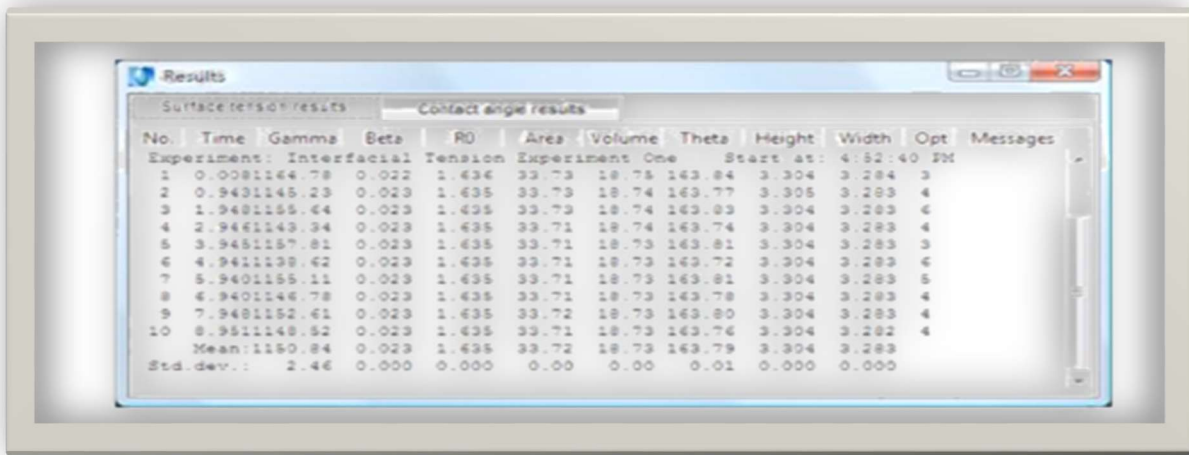 Results
Surface tension results Contact angle results
No. Time Gamma Beta R0 Area Volume Theta Height Width Opt Messages
Experiment: Interfacial Tension Experiment One Start at: 4:52:40 PM
1 0.0081164.78 0.022 1.636 33.73 18.75 163.84 3.304 3.284 3
2 0.9431145.23 0.023 1.635 33.73 18.74 163.77 3.305 3.283 4
3 1.9481155.64 0.023 1.635 33.73 18.74 163.83 3.304 3.283 6
4 2.9461143.34 0.023 1.635 33.71 18.74 163.74 3.304 3.283 4
5 3.9451157.81 0.023 1.635 33.71 18.73 163.81 3.304 3.283 3
6 4.9411138.62 0.023 1.635 33.71 18.73 163.72 3.304 3.283 6
7 5.9401155.11 0.023 1.635 33.71 18.73 163.81 3.304 3.283 5
8 6.9401146.78 0.023 1.635 33.71 18.73 163.78 3.304 3.283 4
9 7.9481152.61 0.023 1.635 33.72 18.73 163.80 3.304 3.283 4
10 8.9511148.52 0.023 1.635 33.71 18.73 163.76 3.304 3.282 4
Mean:1150.84 0.023 1.635 33.72 18.73 163.79 3.304 3.283
Std.dev.: 2.46 0.000 0.000 0.00 0.00 0.01 0.000 0.000